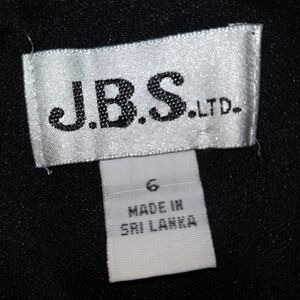 J.B.S.LTD.
6
MADE IN
SRI LANKA